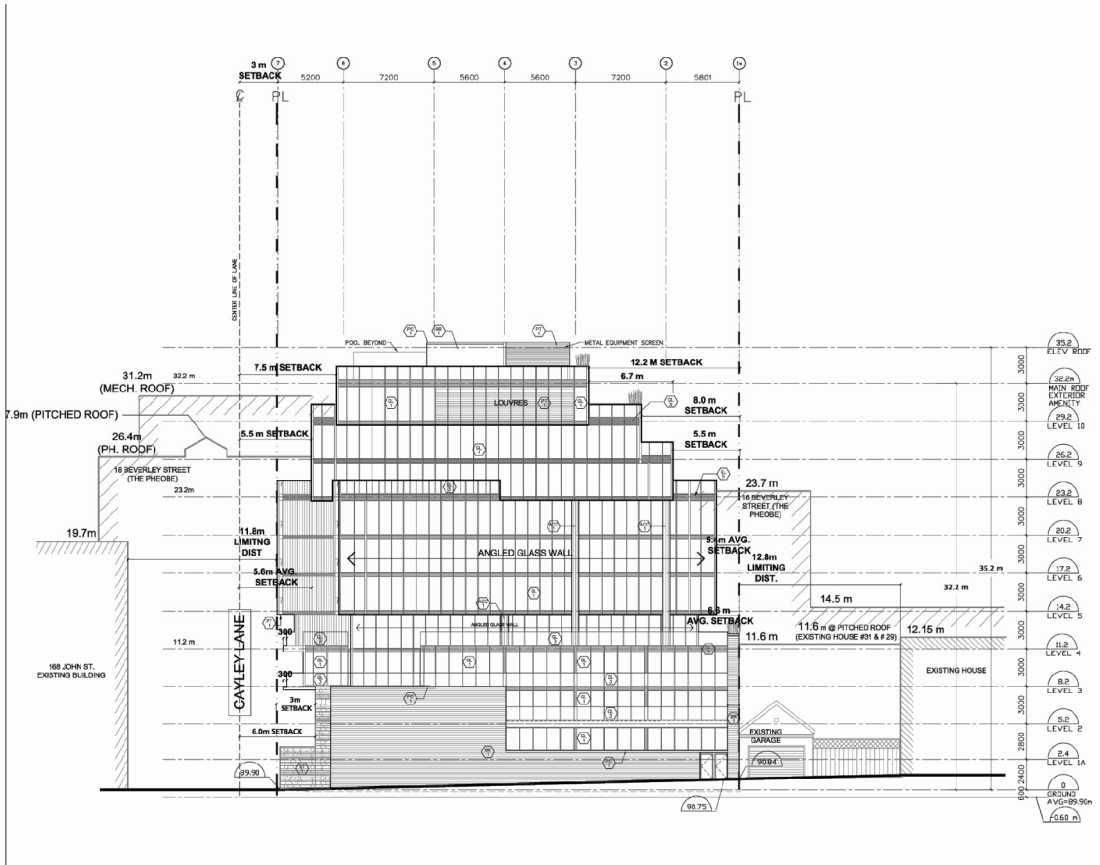 3 m
SETBACK
7
6
5
4
3
2
1a
5200
7200
5600
5600
7200
5801
PL
PL
CENTER LINE OF LANE
POOL BEYOND
METAL EQUIPMENT SCREEN
7.5 m SETBACK
12.2 M SETBACK
6.7 m
31.2m
(MECH. ROOF)
32.2 m
LOUVRES
8.0 m
SETBACK
7.9m (PITCHED ROOF)
5.5 m SETBACK
5.5 m
SETBACK
26.4m
(PH. ROOF)
18 BEVERLEY STREET
(THE PHEOBE)
23.2m
23.7 m
18 BEVERLEY
STREET (THE
PHEOBE)
19.7m
11.8m
LIMITING
DIST
ANGLED GLASS WALL
AVG.
SETBACK
12.8m
LIMITING
DIST.
5.6m AVG.
SETBACK
35.2 m
32.2 m
14.5 m
6.6 m
AVG. SETBACK
ANGLED GLASS WALL
11.6 m
11.6 m @ PITCHED ROOF
(EXISTING HOUSE #31 & # 29)
12.15 m
300
11.2 m
168 JOHN ST.
EXISTING BUILDING
CAYLEY LANE
300
3m
SETBACK
6.0m SETBACK
EXISTING HOUSE
EXISTING
GARAGE
89.90
90.84
90.75
35.2
ELEV ROOF
3000
32.2m
MAIN ROOF
EXTERIOR
AMENITY
3000
29.2
LEVEL 10
3000
26.2
LEVEL 9
3000
23.2
LEVEL 8
3000
20.2
LEVEL 7
3000
17.2
LEVEL 6
3000
14.2
LEVEL 5
3000
11.2
LEVEL 4
3000
8.2
LEVEL 3
3000
5.2
LEVEL 2
2800
2.4
LEVEL 1A
2400
0
GROUND
AVG=89.90m
600
-0.60 m